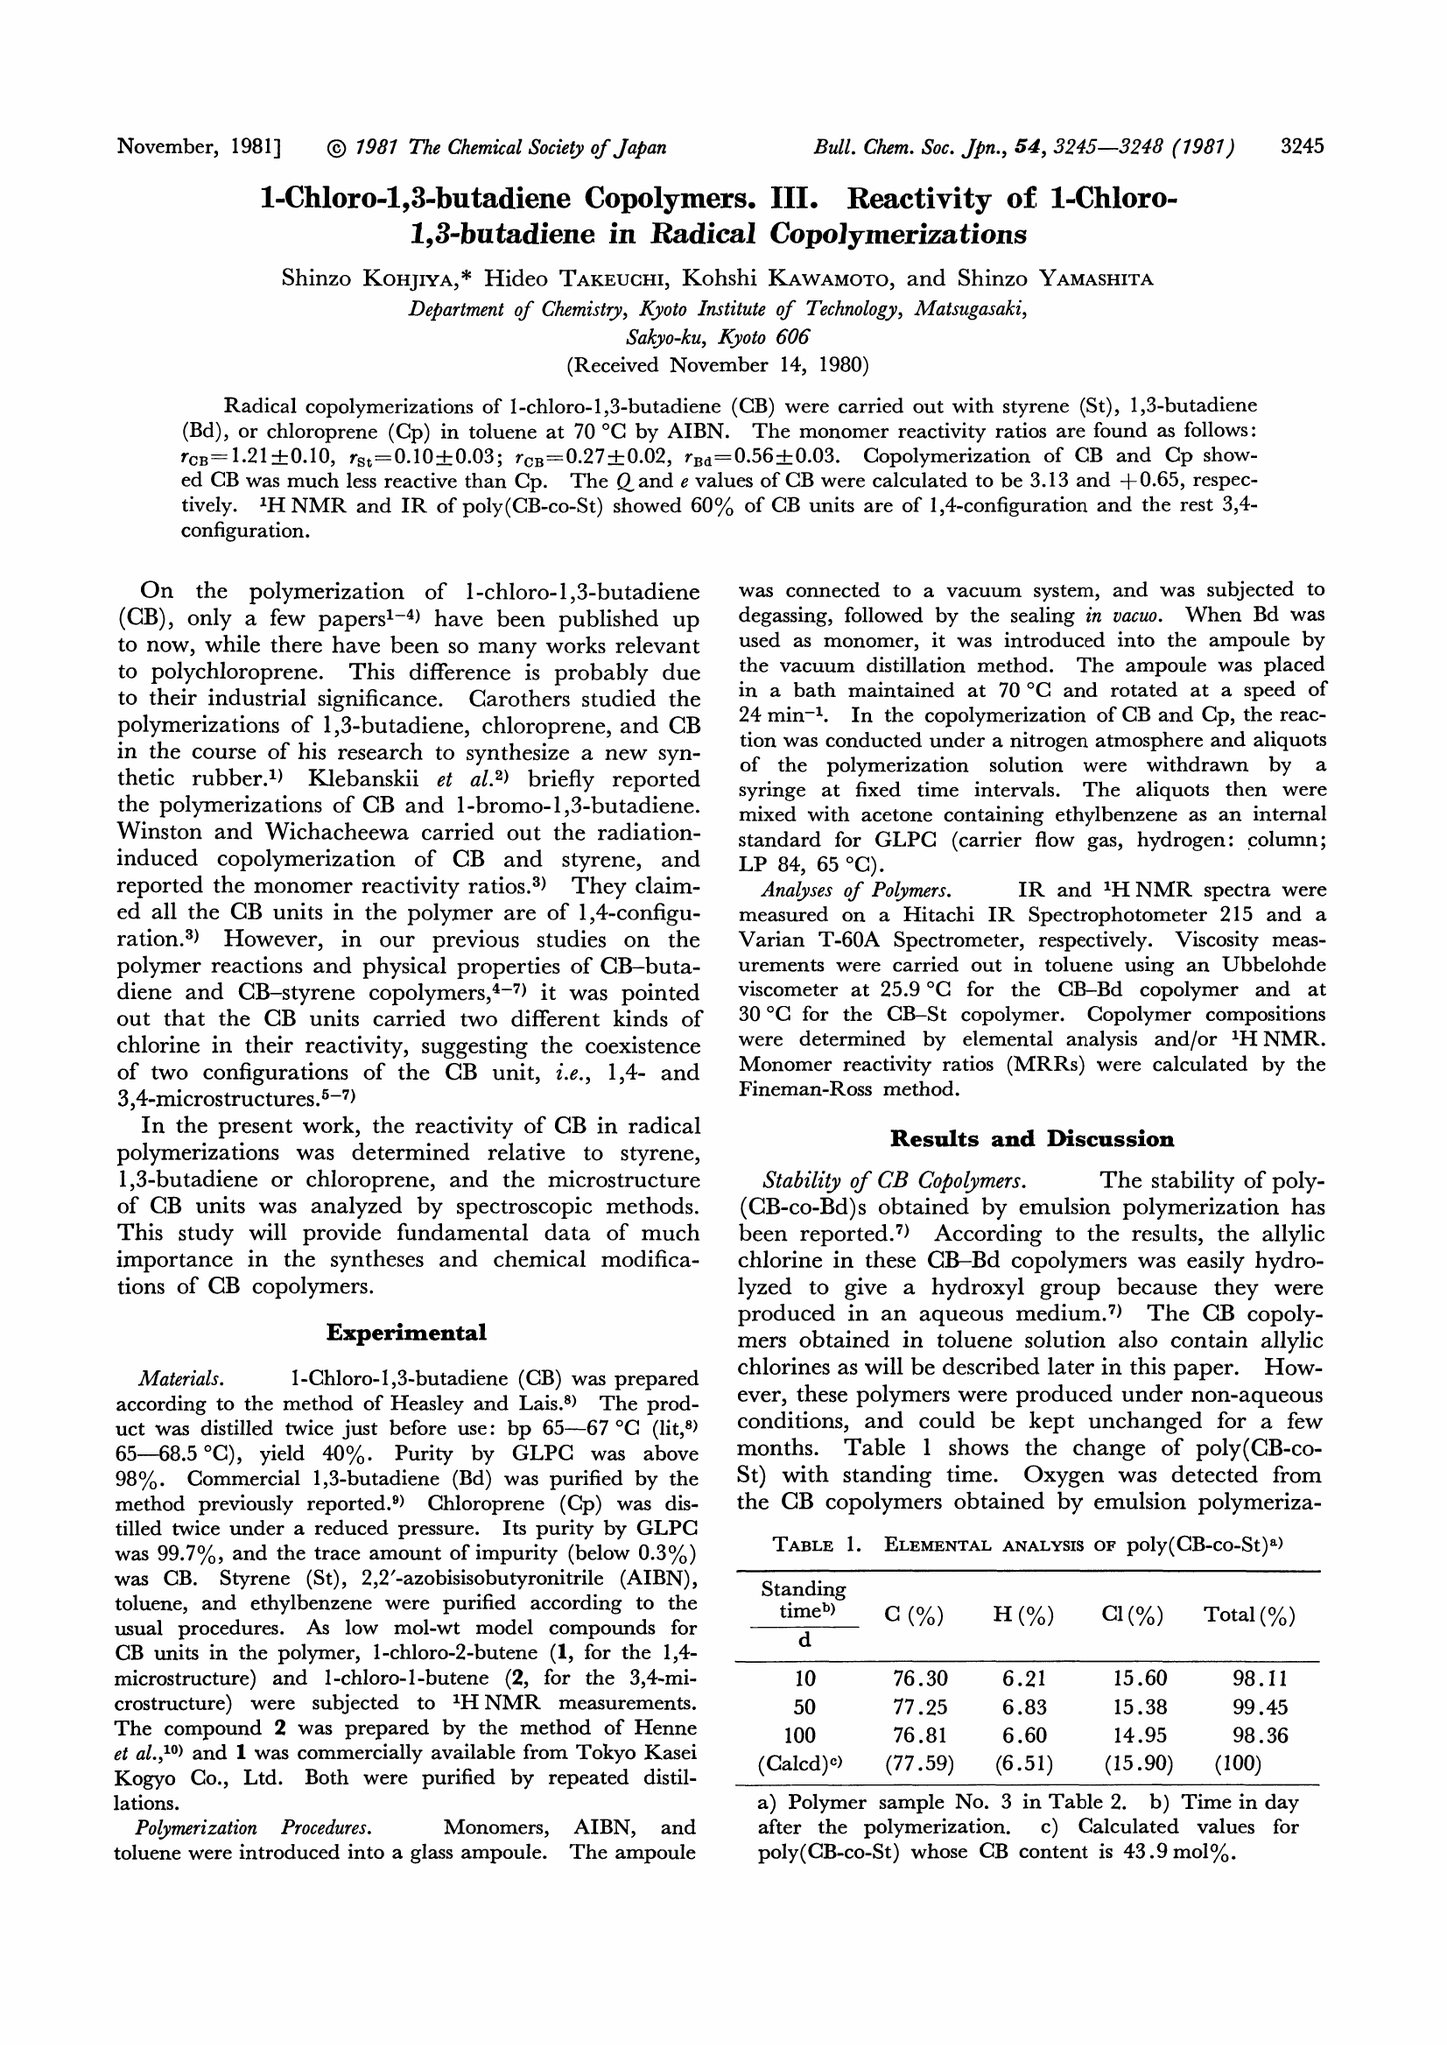 November, 1981] © 1981 The Chemical Society of Japan Bull. Chem. Soc. Jpn., 54, 3245—3248 (1981) 3245
1-Chloro-1,3-butadiene Copolymers. III. Reactivity of 1-Chloro-
1,3-butadiene in Radical Copolymerizations
Shinzo KOHJIYA,* Hideo TAKEUCHI, Kohshi KAWAMOTO, and Shinzo YAMASHITA
Department of Chemistry, Kyoto Institute of Technology, Matsugasaki,
Sakyo-ku, Kyoto 606
(Received November 14, 1980)
Radical copolymerizations of 1-chloro-1,3-butadiene (CB) were carried out with styrene (St), 1,3-butadiene
(Bd), or chloroprene (Cp) in toluene at 70 °C by AIBN. The monomer reactivity ratios are found as follows:
rCB=1.21±0.10, rSt=0.10±0.03; rCB=0.27±0.02, rBd=0.56±0.03. Copolymerization of CB and Cp show-
ed CB was much less reactive than Cp. The Q and e values of CB were calculated to be 3.13 and +0.65, respec-
tively. ¹H NMR and IR of poly(CB-co-St) showed 60% of CB units are of 1,4-configuration and the rest 3,4-
configuration.
On the polymerization of 1-chloro-1,3-butadiene
(CB), only a few papers¹⁻⁴⁾ have been published up
to now, while there have been so many works relevant
to polychloroprene. This difference is probably due
to their industrial significance. Carothers studied the
polymerizations of 1,3-butadiene, chloroprene, and CB
in the course of his research to synthesize a new syn-
thetic rubber.¹⁾ Klebanskii et al.²⁾ briefly reported
the polymerizations of CB and 1-bromo-1,3-butadiene.
Winston and Wichacheewa carried out the radiation-
induced copolymerization of CB and styrene, and
reported the monomer reactivity ratios.³⁾ They claim-
ed all the CB units in the polymer are of 1,4-configu-
ration.³⁾ However, in our previous studies on the
polymer reactions and physical properties of CB–buta-
diene and CB–styrene copolymers,⁴⁻⁷⁾ it was pointed
out that the CB units carried two different kinds of
chlorine in their reactivity, suggesting the coexistence
of two configurations of the CB unit, i.e., 1,4- and
3,4-microstructures.⁵⁻⁷⁾
In the present work, the reactivity of CB in radical
polymerizations was determined relative to styrene,
1,3-butadiene or chloroprene, and the microstructure
of CB units was analyzed by spectroscopic methods.
This study will provide fundamental data of much
importance in the syntheses and chemical modifica-
tions of CB copolymers.
Experimental
Materials. 1-Chloro-1,3-butadiene (CB) was prepared
according to the method of Heasley and Lais.⁸⁾ The prod-
uct was distilled twice just before use: bp 65—67 °C (lit,⁸⁾
65—68.5 °C), yield 40%. Purity by GLPC was above
98%. Commercial 1,3-butadiene (Bd) was purified by the
method previously reported.⁹⁾ Chloroprene (Cp) was dis-
tilled twice under a reduced pressure. Its purity by GLPC
was 99.7%, and the trace amount of impurity (below 0.3%)
was CB. Styrene (St), 2,2′-azobisisobutyronitrile (AIBN),
toluene, and ethylbenzene were purified according to the
usual procedures. As low mol-wt model compounds for
CB units in the polymer, 1-chloro-2-butene (1, for the 1,4-
microstructure) and 1-chloro-1-butene (2, for the 3,4-mi-
crostructure) were subjected to ¹H NMR measurements.
The compound 2 was prepared by the method of Henne
et al.,¹⁰⁾ and 1 was commercially available from Tokyo Kasei
Kogyo Co., Ltd. Both were purified by repeated distil-
lations.
Polymerization Procedures. Monomers, AIBN, and
toluene were introduced into a glass ampoule. The ampoule
was connected to a vacuum system, and was subjected to
degassing, followed by the sealing in vacuo. When Bd was
used as monomer, it was introduced into the ampoule by
the vacuum distillation method. The ampoule was placed
in a bath maintained at 70 °C and rotated at a speed of
24 min⁻¹. In the copolymerization of CB and Cp, the reac-
tion was conducted under a nitrogen atmosphere and aliquots
of the polymerization solution were withdrawn by a
syringe at fixed time intervals. The aliquots then were
mixed with acetone containing ethylbenzene as an internal
standard for GLPC (carrier flow gas, hydrogen: column;
LP 84, 65 °C).
Analyses of Polymers. IR and ¹H NMR spectra were
measured on a Hitachi IR Spectrophotometer 215 and a
Varian T-60A Spectrometer, respectively. Viscosity meas-
urements were carried out in toluene using an Ubbelohde
viscometer at 25.9 °C for the CB–Bd copolymer and at
30 °C for the CB–St copolymer. Copolymer compositions
were determined by elemental analysis and/or ¹H NMR.
Monomer reactivity ratios (MRRs) were calculated by the
Fineman-Ross method.
Results and Discussion
Stability of CB Copolymers. The stability of poly-
(CB-co-Bd)s obtained by emulsion polymerization has
been reported.⁷⁾ According to the results, the allylic
chlorine in these CB–Bd copolymers was easily hydro-
lyzed to give a hydroxyl group because they were
produced in an aqueous medium.⁷⁾ The CB copoly-
mers obtained in toluene solution also contain allylic
chlorines as will be described later in this paper. How-
ever, these polymers were produced under non-aqueous
conditions, and could be kept unchanged for a few
months. Table 1 shows the change of poly(CB-co-
St) with standing time. Oxygen was detected from
the CB copolymers obtained by emulsion polymeriza-
TABLE 1. ELEMENTAL ANALYSIS OF poly(CB-co-St)ᵃ⁾
Standing
timeᵇ⁾ C (%) H (%) Cl (%) Total (%)
d
10 76.30 6.21 15.60 98.11
50 77.25 6.83 15.38 99.45
100 76.81 6.60 14.95 98.36
(Calcd)ᶜ⁾ (77.59) (6.51) (15.90) (100)
a) Polymer sample No. 3 in Table 2. b) Time in day
after the polymerization. c) Calculated values for
poly(CB-co-St) whose CB content is 43.9 mol%.